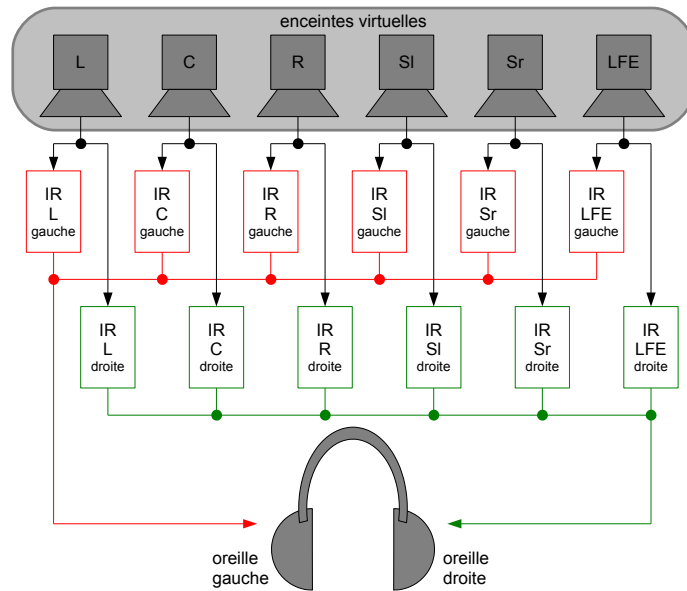 enceintes virtuelles
L C R Sl Sr LFE
IR IR IR IR IR IR
L C R Sl Sr LFE
gauche gauche gauche gauche gauche gauche
IR IR IR IR IR IR
L C R Sl Sr LFE
droite droite droite droite droite droite
oreille oreille
gauche droite